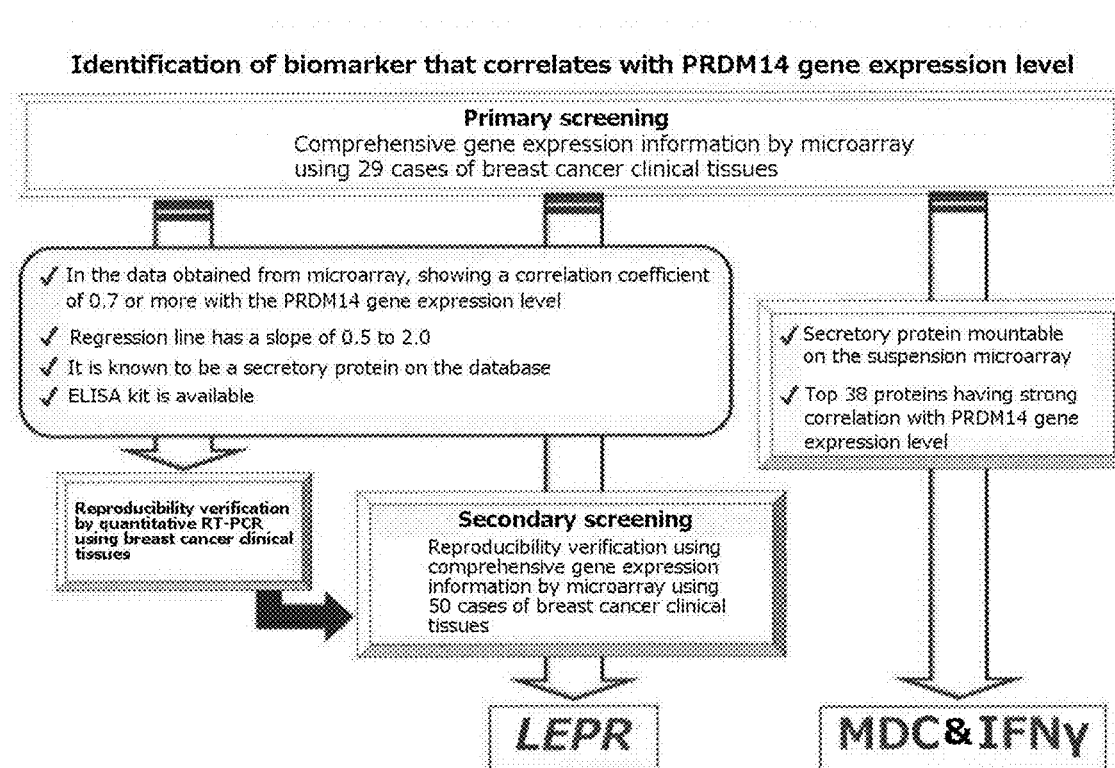 Identification of biomarker that correlates with PRDM14 gene expression level
Primary screening
Comprehensive gene expression information by microarray
using 29 cases of breast cancer clinical tissues
✓ In the data obtained from microarray, showing a correlation coefficient
of 0.7 or more with the PRDM14 gene expression level
✓ Regression line has a slope of 0.5 to 2.0
✓ It is known to be a secretory protein on the database
✓ ELISA kit is available
✓ Secretory protein mountable
on the suspension microarray
✓ Top 38 proteins having strong
correlation with PRDM14 gene
expression level
Reproducibility verification
by quantitative RT-PCR
using breast cancer clinical
tissues
Secondary screening
Reproducibility verification using
comprehensive gene expression
information by microarray using
50 cases of breast cancer clinical
tissues
LEPR
MDC&IFNγ